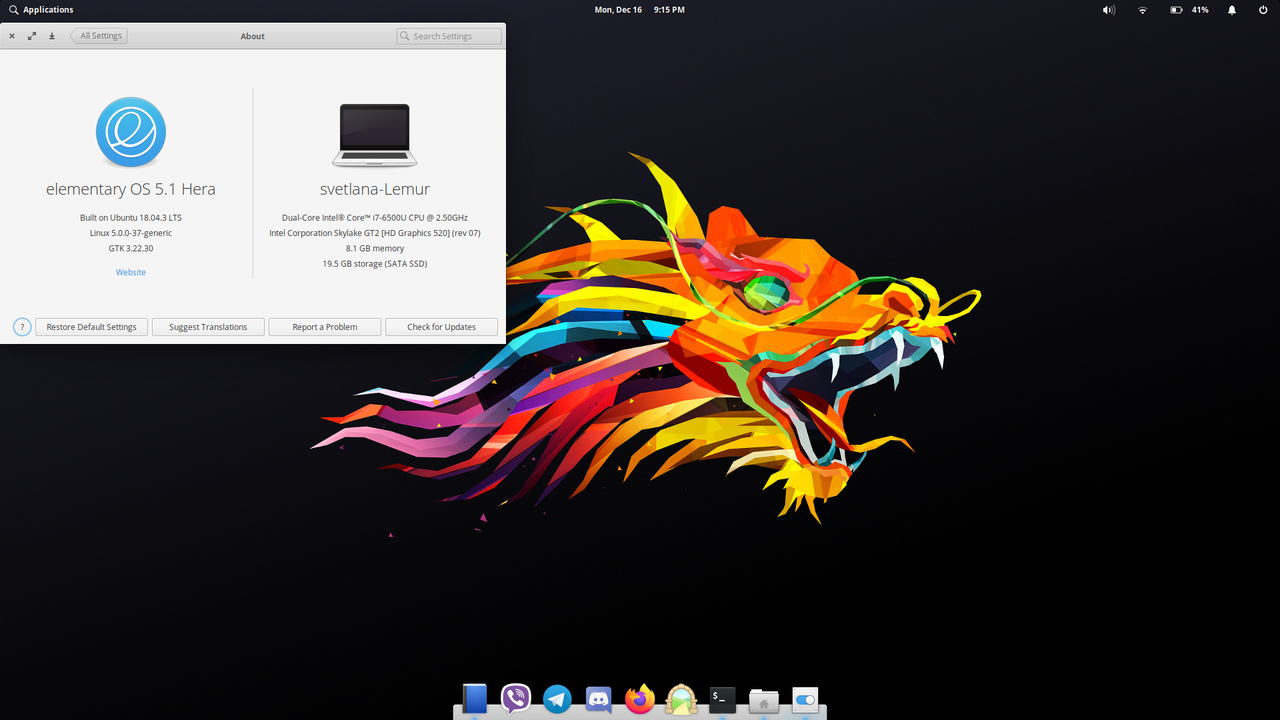 Applications
Mon, Dec 16 9:15 PM
41%
All Settings
About
Search Settings
elementary OS 5.1 Hera
Built on Ubuntu 18.04.3 LTS
Linux 5.0.0-37-generic
GTK 3.22.30
Website
svetlana-Lemur
Dual-Core Intel® Core™ i7-6500U CPU @ 2.50GHz
Intel Corporation Skylake GT2 [HD Graphics 520] (rev 07)
8.1 GB memory
19.5 GB storage (SATA SSD)
?
Restore Default Settings
Suggest Translations
Report a Problem
Check for Updates
$_